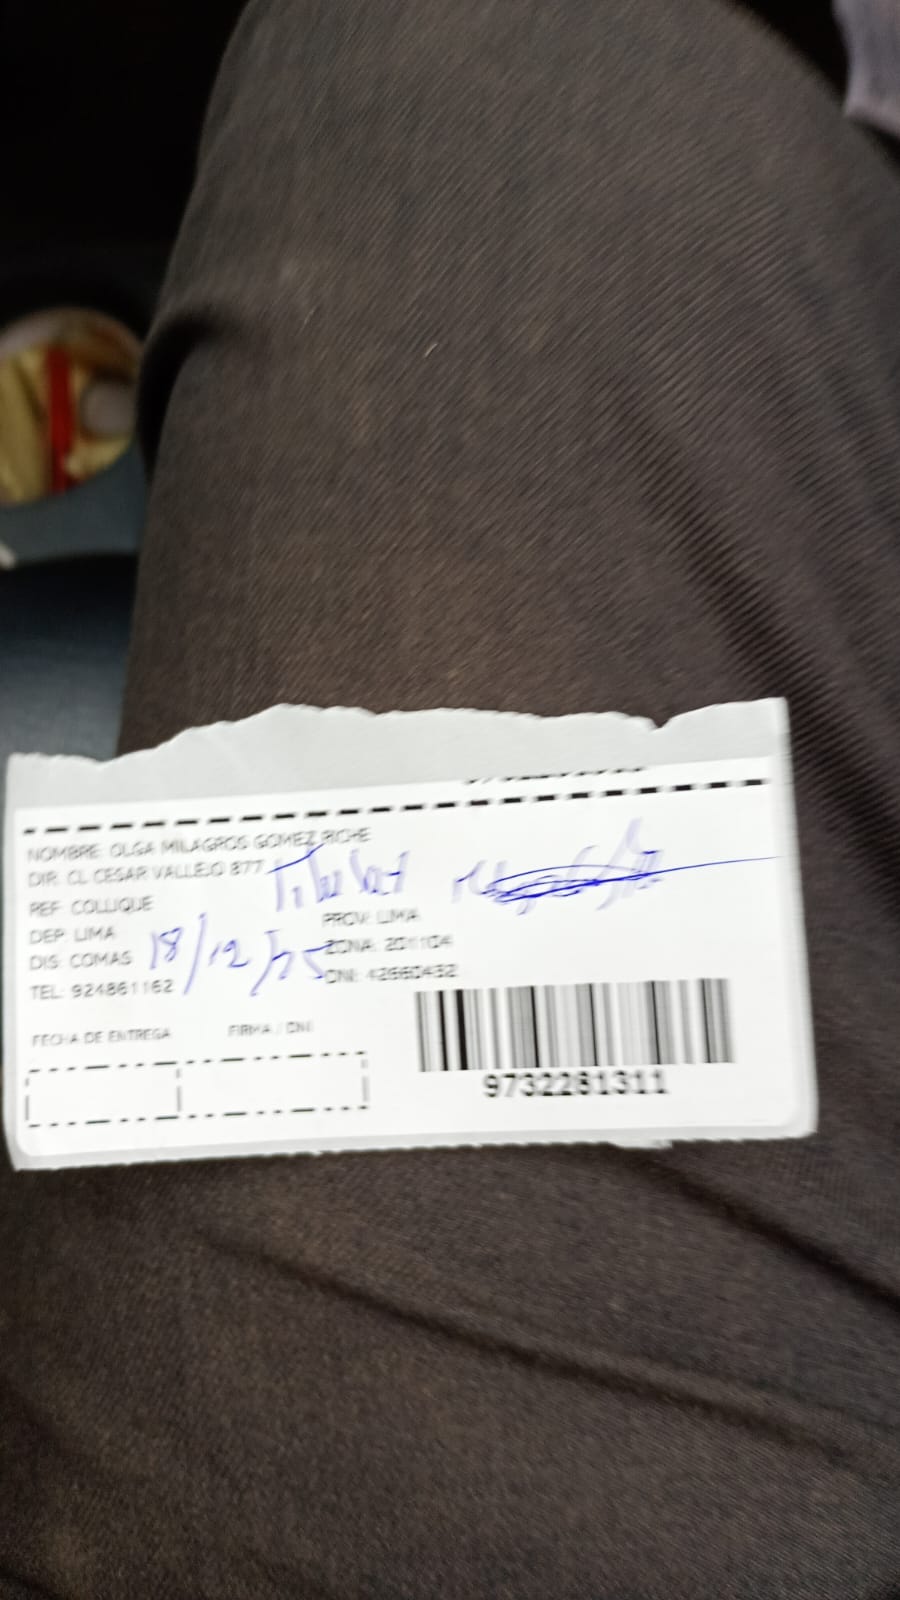 NOMBRE: OLGA MILAGROS GOMEZ RICHE
DIR: CL CESAR VALLEJO 877
Titular
REF: COLLIQUE
PROV: LIMA
DEP: LIMA
ZONA: 201104
DIS: COMAS
18/12/25
DNI: 42660432
TEL: 924861162
FECHA DE ENTREGA
FIRMA / DNI
9732281311